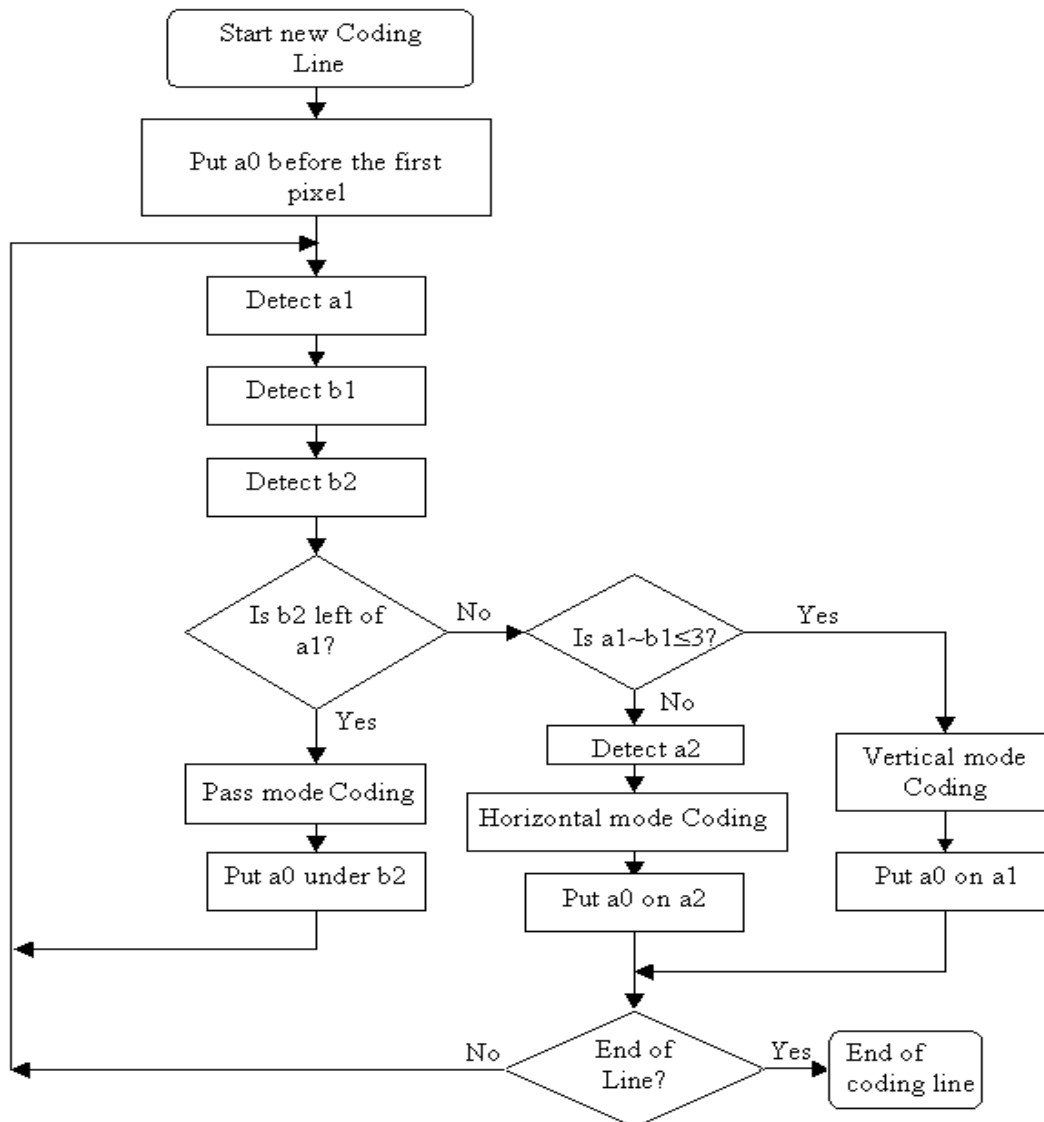 Start new Coding
Line
Put a0 before the first
pixel
Detect a1
Detect b1
Detect b2
Is b2 left of
a1?
No
Is a1~b1≤3?
Yes
Yes
No
Pass mode Coding
Detect a2
Vertical mode
Coding
Horizontal mode Coding
Put a0 under b2
Put a0 on a2
Put a0 on a1
No
End of
Line?
Yes
End of
coding line